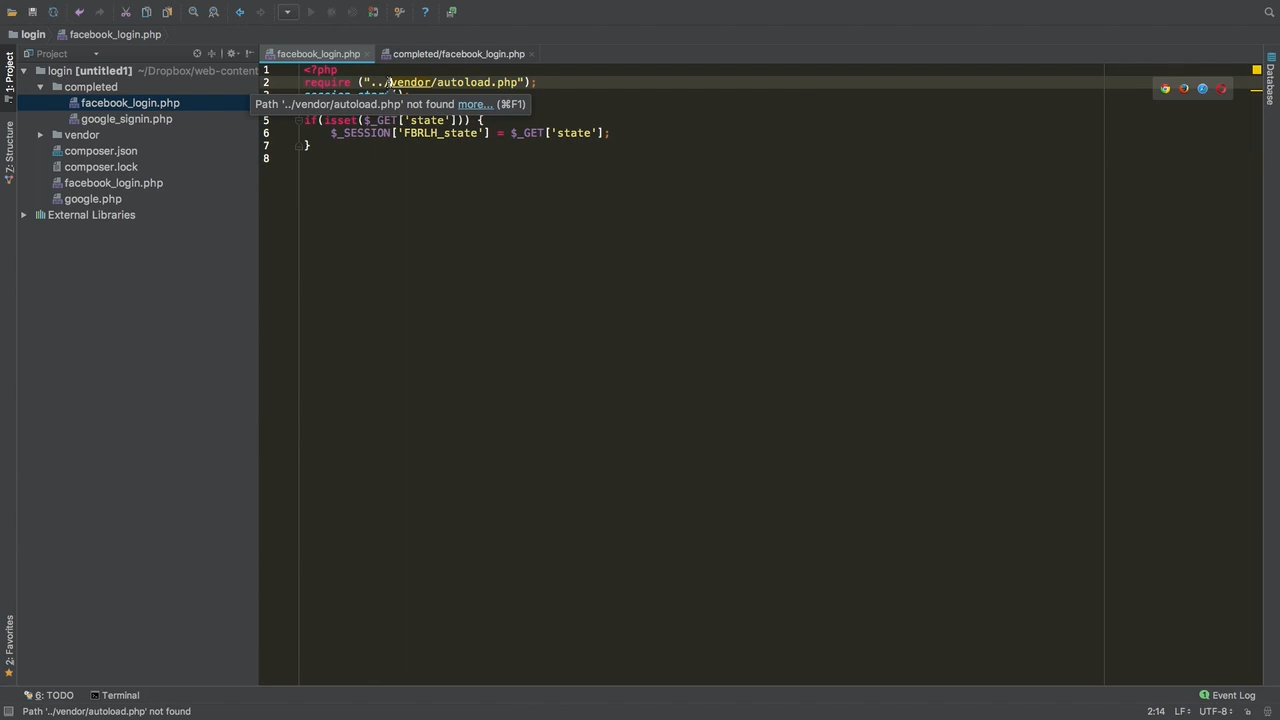 login
facebook_login.php
1: Project
Project
facebook_login.php
completed/facebook_login.php
login [untitled1] ~/Dropbox/web-content
completed
facebook_login.php
google_signin.php
vendor
composer.json
composer.lock
facebook_login.php
google.php
External Libraries
Z: Structure
2: Favorites
Database
1 <?php
2 require ("../vendor/autoload.php");
3
Path '../vendor/autoload.php' not found more... (⌘F1)
5 if(isset($_GET['state'])) {
6 $_SESSION['FBRLH_state'] = $_GET['state'];
7 }
8
6: TODO
Terminal
Event Log
Path '../vendor/autoload.php' not found
2:14
LF
UTF-8